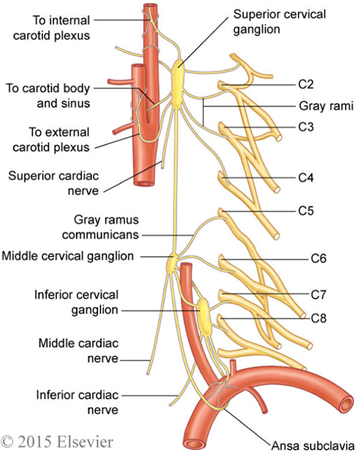 To internal
carotid plexus
Superior cervical
ganglion
To carotid body
and sinus
C2
Gray rami
C3
To external
carotid plexus
Superior cardiac
nerve
C4
Gray ramus
communicans
C5
Middle cervical ganglion
C6
Inferior cervical
ganglion
C7
C8
Middle cardiac
nerve
Inferior cardiac
nerve
Ansa subclavia
© 2015 Elsevier